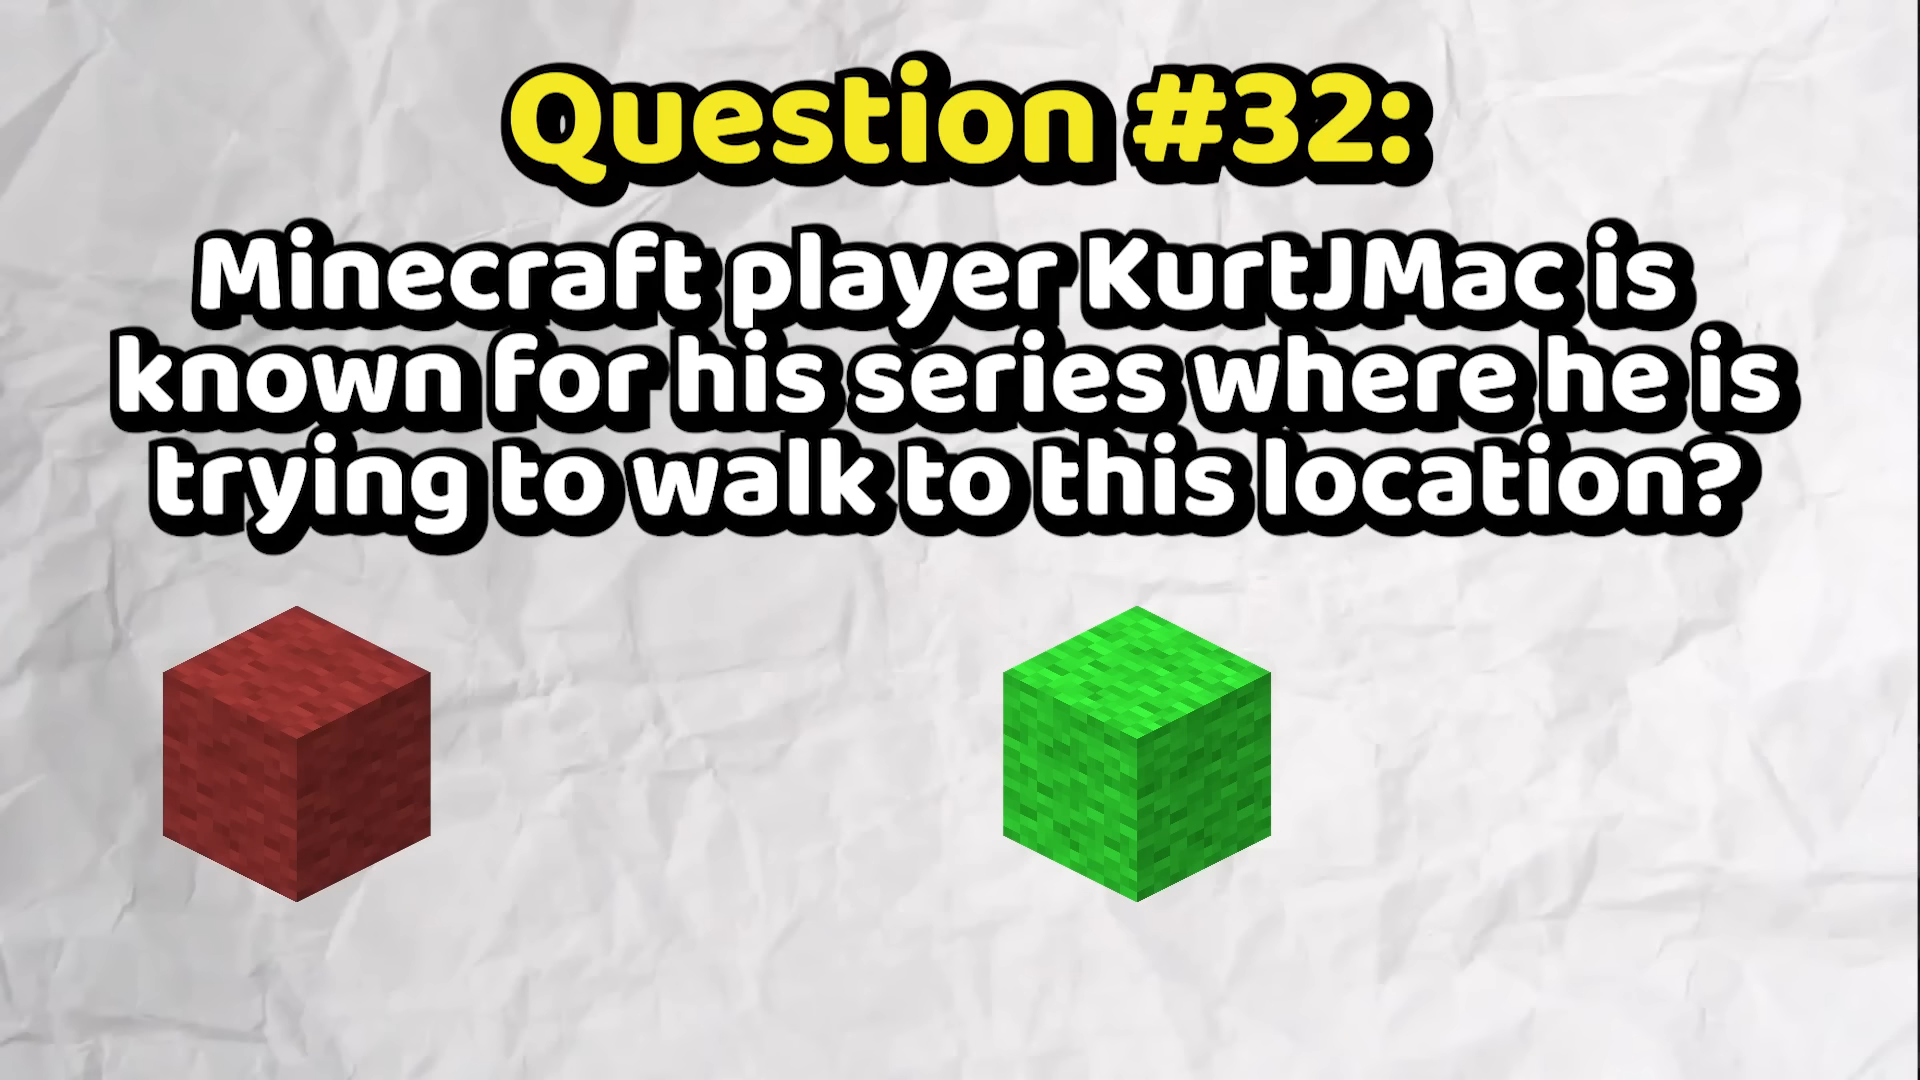 Question #32:
Minecraft player KurtJMac is
known for his series where he is
trying to walk to this location?